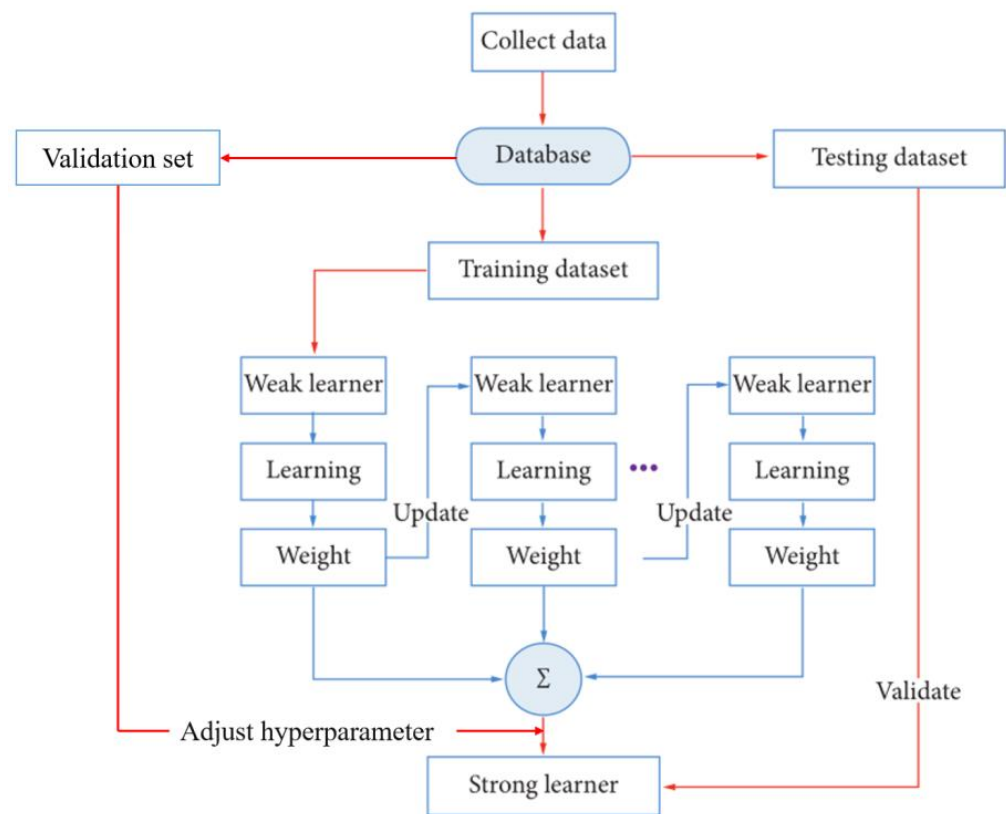 Collect data
Validation set
Database
Testing dataset
Training dataset
Weak learner
Weak learner
Weak learner
Learning
Learning
•••
Learning
Update
Update
Weight
Weight
Weight
Σ
Validate
Adjust hyperparameter
Strong learner